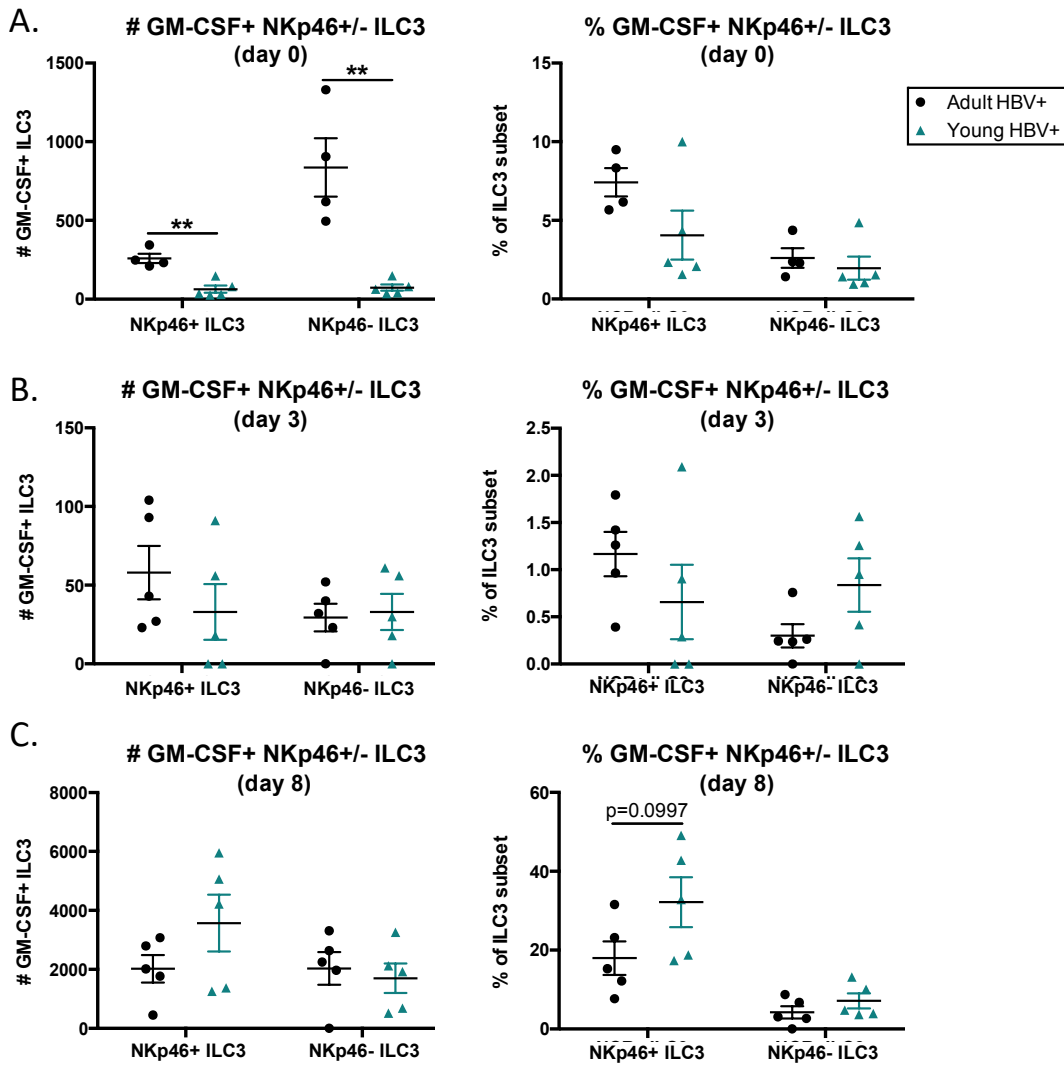 A.
# GM-CSF+ NKp46+/- ILC3
(day 0)
# GM-CSF+ ILC3
1500
1000
500
0
**
**
NKp46+ ILC3
NKp46- ILC3
% GM-CSF+ NKp46+/- ILC3
(day 0)
% of ILC3 subset
15
10
5
0
NKp46+ ILC3
NKp46- ILC3
Adult HBV+
Young HBV+
B.
# GM-CSF+ NKp46+/- ILC3
(day 3)
# GM-CSF+ ILC3
150
100
50
0
NKp46+ ILC3
NKp46- ILC3
% GM-CSF+ NKp46+/- ILC3
(day 3)
% of ILC3 subset
2.5
2.0
1.5
1.0
0.5
0.0
NKp46+ ILC3
NKp46- ILC3
C.
# GM-CSF+ NKp46+/- ILC3
(day 8)
# GM-CSF+ ILC3
8000
6000
4000
2000
0
NKp46+ ILC3
NKp46- ILC3
% GM-CSF+ NKp46+/- ILC3
(day 8)
% of ILC3 subset
60
40
20
0
p=0.0997
NKp46+ ILC3
NKp46- ILC3